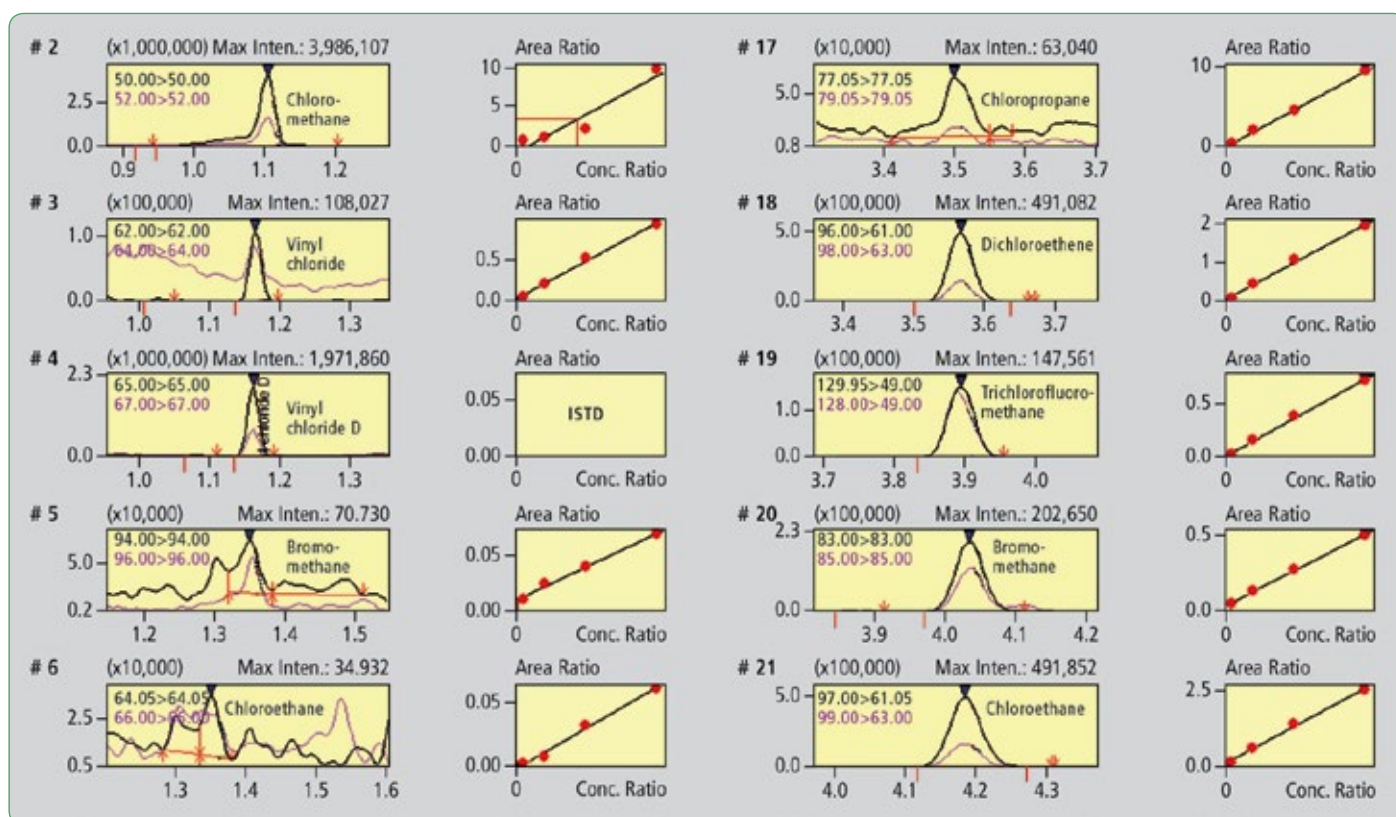 # 2 (x1,000,000) Max Inten.: 3,986,107
50.00>50.00
52.00>52.00
Chloro-
methane
2.5
0.0
0.9 1.0 1.1 1.2
Area Ratio
10
5
0
0 Conc. Ratio
# 3 (x100,000) Max Inten.: 108,027
62.00>62.00
64.00>64.00
Vinyl
chloride
1.0
0.0
1.0 1.1 1.2 1.3
Area Ratio
0.5
0.0
0 Conc. Ratio
# 4 (x1,000,000) Max Inten.: 1,971,860
65.00>65.00
67.00>67.00
Vinyl
chloride D
2.3
0.0
1.0 1.1 1.2 1.3
Area Ratio
0.05
ISTD
0.00
Conc. Ratio
# 5 (x10,000) Max Inten.: 70.730
94.00>94.00
96.00>96.00
Bromo-
methane
5.0
0.2
1.2 1.3 1.4 1.5
Area Ratio
0.05
0.00
0 Conc. Ratio
# 6 (x10,000) Max Inten.: 34.932
64.05>64.05
66.00>66.00
Chloroethane
2.5
0.5
1.3 1.4 1.5 1.6
Area Ratio
0.05
0.00
0 Conc. Ratio
# 17 (x10,000) Max Inten.: 63,040
77.05>77.05
79.05>79.05
Chloropropane
5.0
0.8
3.4 3.5 3.6 3.7
Area Ratio
10
0
0 Conc. Ratio
# 18 (x100,000) Max Inten.: 491,082
96.00>61.00
98.00>63.00
Dichloroethene
5.0
0.0
3.4 3.5 3.6 3.7
Area Ratio
2
1
0
0 Conc. Ratio
# 19 (x100,000) Max Inten.: 147,561
129.95>49.00
128.00>49.00
Trichlorofluoro-
methane
1.0
0.0
3.7 3.8 3.9 4.0
Area Ratio
0.5
0.0
0 Conc. Ratio
# 20 (x100,000) Max Inten.: 202,650
83.00>83.00
85.00>85.00
Bromo-
methane
2.3
0.0
3.9 4.0 4.1 4.2
Area Ratio
0.5
0.0
0 Conc. Ratio
# 21 (x100,000) Max Inten.: 491,852
97.00>61.05
99.00>63.00
Chloroethane
5.0
0.0
4.0 4.1 4.2 4.3
Area Ratio
2.5
0.0
0 Conc. Ratio